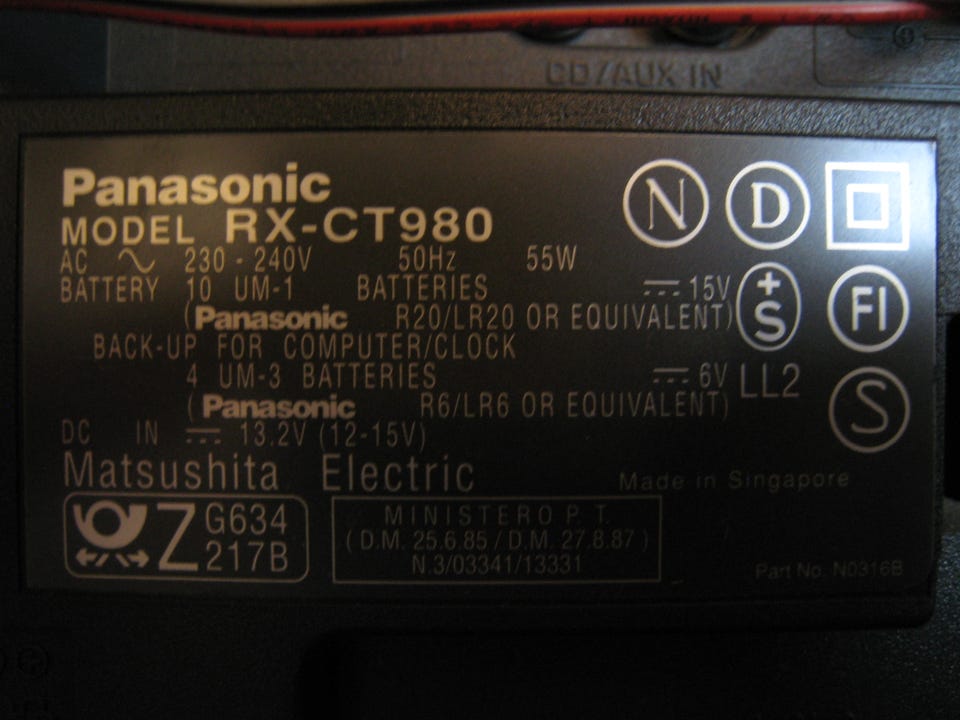 CD/AUX IN
Panasonic
MODEL RX-CT980
AC ∿ 230 - 240V 50Hz 55W
BATTERY 10 UM-1 BATTERIES ⎓ 15V
(Panasonic R20/LR20 OR EQUIVALENT)
BACK-UP FOR COMPUTER/CLOCK
4 UM-3 BATTERIES ⎓ 6V
(Panasonic R6/LR6 OR EQUIVALENT)
DC IN ⎓ 13.2V (12-15V)
Matsushita Electric
Made in Singapore
N D
+S FI
LL2
S
Z G634
217B
MINISTERO P.T.
(D.M. 25.6.85 / D.M. 27.8.87)
N.3/03341/13331
Part No. N0316B